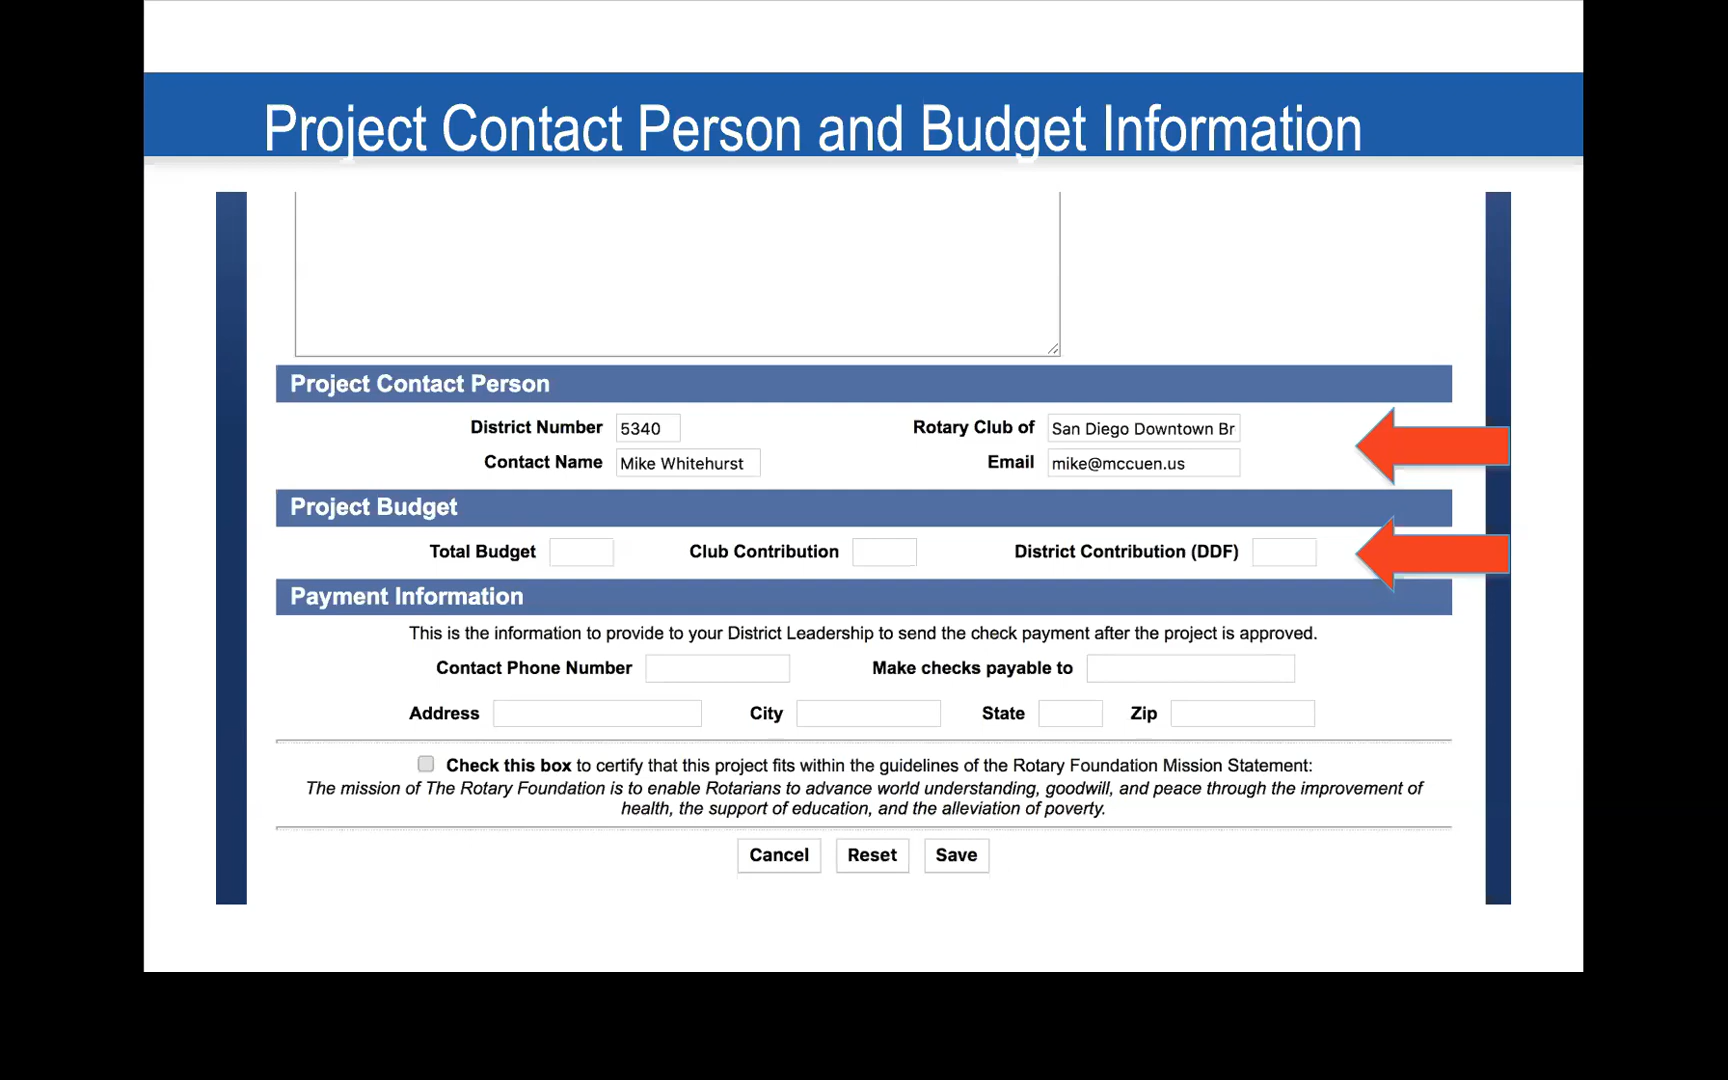 Project Contact Person and Budget Information
Project Contact Person
District Number 5340 Rotary Club of San Diego Downtown Br
Contact Name Mike Whitehurst Email mike@mccuen.us
Project Budget
Total Budget Club Contribution District Contribution (DDF)
Payment Information
This is the information to provide to your District Leadership to send the check payment after the project is approved.
Contact Phone Number Make checks payable to
Address City State Zip
Check this box to certify that this project fits within the guidelines of the Rotary Foundation Mission Statement:
The mission of The Rotary Foundation is to enable Rotarians to advance world understanding, goodwill, and peace through the improvement of
health, the support of education, and the alleviation of poverty.
Cancel Reset Save